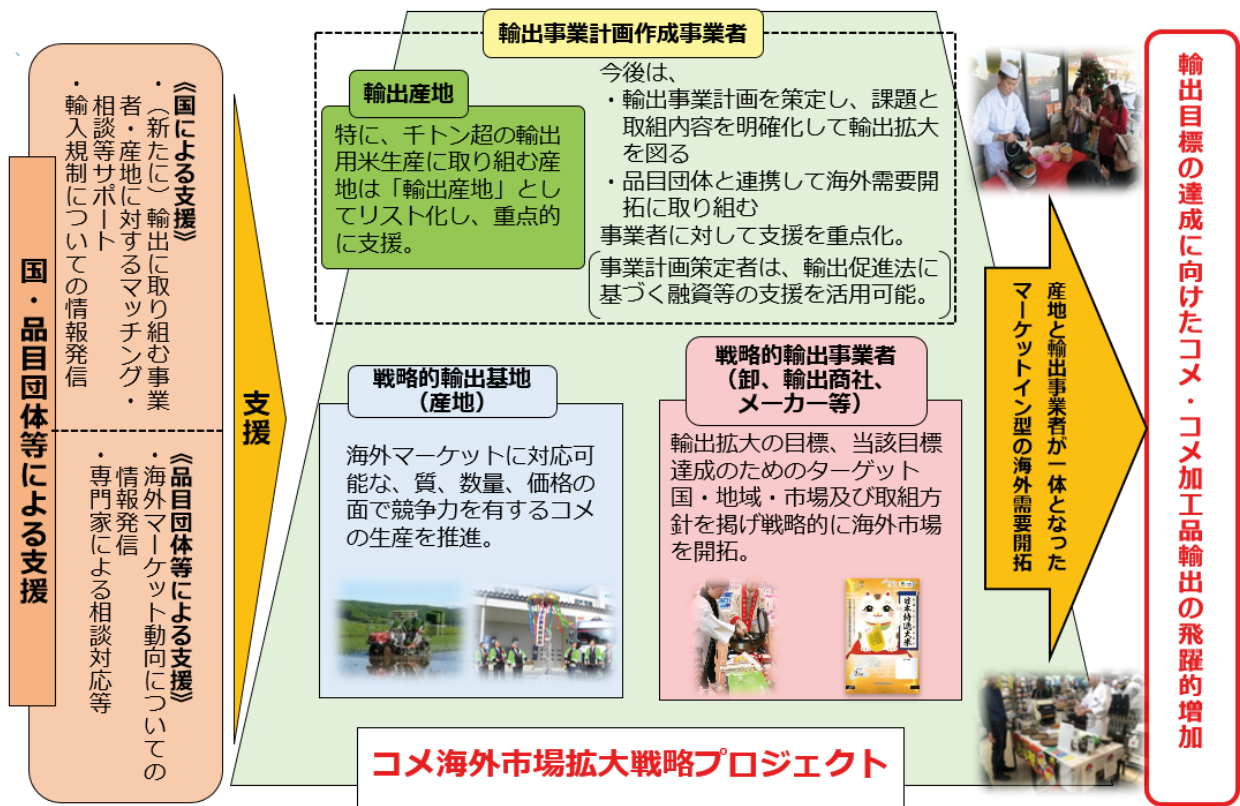 国・品目団体等による支援
《国による支援》
・（新たに）輸出に取り組む事業
者・産地に対するマッチング・
相談等サポート
・輸入規制についての情報発信
《品目団体等による支援》
・海外マーケット動向についての
情報発信
・専門家による相談対応等
支援
輸出事業計画作成事業者
輸出産地
特に、千トン超の輸出
用米生産に取り組む産
地は「輸出産地」とし
てリスト化し、重点的
に支援。
今後は、
・輸出事業計画を策定し、課題と
取組内容を明確化して輸出拡大
を図る
・品目団体と連携して海外需要開
拓に取り組む
事業者に対して支援を重点化。
事業計画策定者は、輸出促進法に
基づく融資等の支援を活用可能。
戦略的輸出基地
（産地）
海外マーケットに対応可
能な、質、数量、価格の
面で競争力を有するコメ
の生産を推進。
戦略的輸出事業者
（卸、輸出商社、
メーカー等）
輸出拡大の目標、当該目標
達成のためのターゲット
国・地域・市場及び取組方
針を掲げ戦略的に海外市場
を開拓。
日本特選大米
コメ海外市場拡大戦略プロジェクト
産地と輸出事業者が一体となった
マーケットイン型の海外需要開拓
輸出目標の達成に向けたコメ・コメ加工品輸出の飛躍的増加